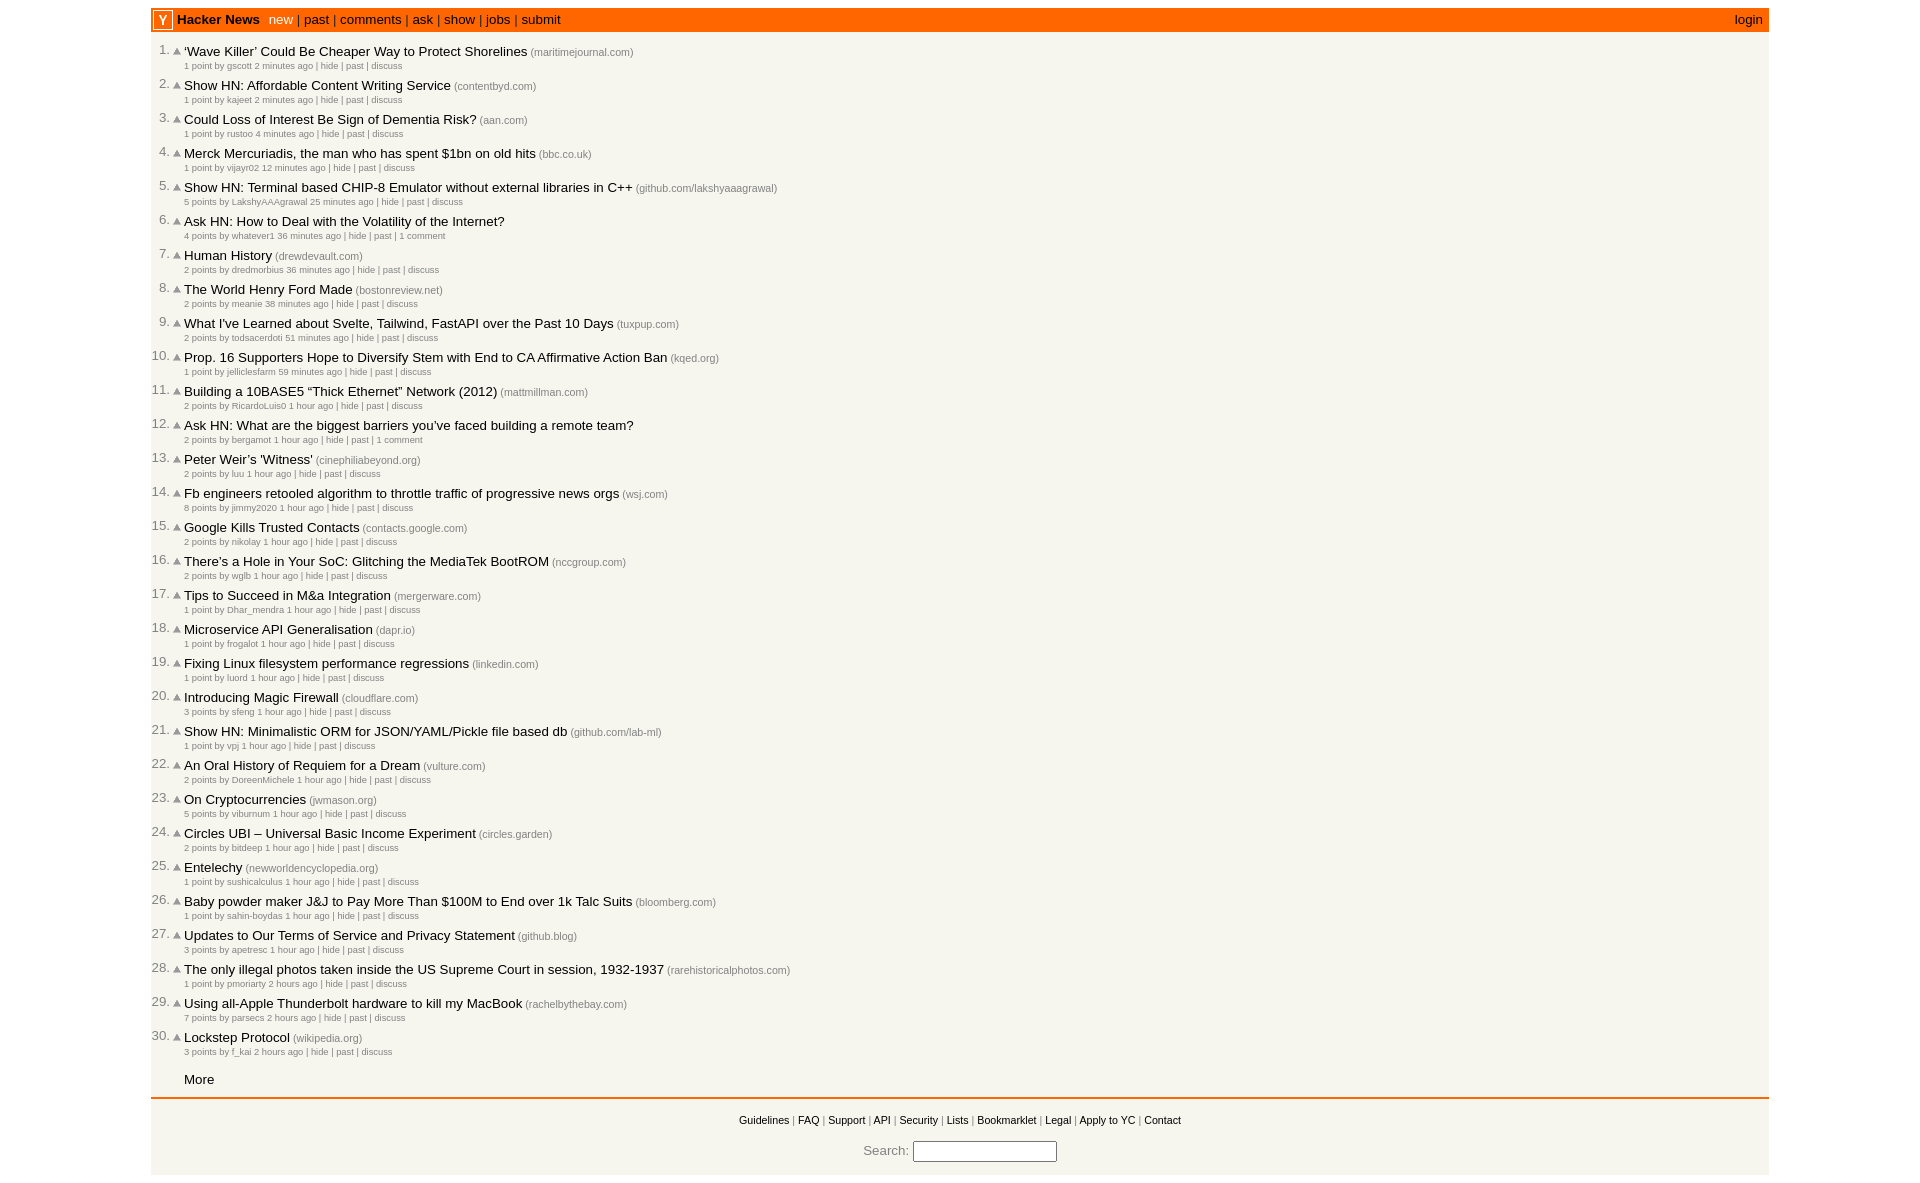 Y Hacker News new | past | comments | ask | show | jobs | submit login
1. ‘Wave Killer’ Could Be Cheaper Way to Protect Shorelines (maritimejournal.com)
1 point by gscott 2 minutes ago | hide | past | discuss
2. Show HN: Affordable Content Writing Service (contentbyd.com)
1 point by kajeet 2 minutes ago | hide | past | discuss
3. Could Loss of Interest Be Sign of Dementia Risk? (aan.com)
1 point by rustoo 4 minutes ago | hide | past | discuss
4. Merck Mercuriadis, the man who has spent $1bn on old hits (bbc.co.uk)
1 point by vijayr02 12 minutes ago | hide | past | discuss
5. Show HN: Terminal based CHIP-8 Emulator without external libraries in C++ (github.com/lakshyaaagrawal)
5 points by LakshyAAAgrawal 25 minutes ago | hide | past | discuss
6. Ask HN: How to Deal with the Volatility of the Internet?
4 points by whatever1 36 minutes ago | hide | past | 1 comment
7. Human History (drewdevault.com)
2 points by dredmorbius 36 minutes ago | hide | past | discuss
8. The World Henry Ford Made (bostonreview.net)
2 points by meanie 38 minutes ago | hide | past | discuss
9. What I've Learned about Svelte, Tailwind, FastAPI over the Past 10 Days (tuxpup.com)
2 points by todsacerdoti 51 minutes ago | hide | past | discuss
10. Prop. 16 Supporters Hope to Diversify Stem with End to CA Affirmative Action Ban (kqed.org)
1 point by jelliclesfarm 59 minutes ago | hide | past | discuss
11. Building a 10BASE5 “Thick Ethernet” Network (2012) (mattmillman.com)
2 points by RicardoLuis0 1 hour ago | hide | past | discuss
12. Ask HN: What are the biggest barriers you’ve faced building a remote team?
2 points by bergamot 1 hour ago | hide | past | 1 comment
13. Peter Weir’s 'Witness' (cinephiliabeyond.org)
2 points by luu 1 hour ago | hide | past | discuss
14. Fb engineers retooled algorithm to throttle traffic of progressive news orgs (wsj.com)
8 points by jimmy2020 1 hour ago | hide | past | discuss
15. Google Kills Trusted Contacts (contacts.google.com)
2 points by nikolay 1 hour ago | hide | past | discuss
16. There’s a Hole in Your SoC: Glitching the MediaTek BootROM (nccgroup.com)
2 points by wglb 1 hour ago | hide | past | discuss
17. Tips to Succeed in M&a Integration (mergerware.com)
1 point by Dhar_mendra 1 hour ago | hide | past | discuss
18. Microservice API Generalisation (dapr.io)
1 point by frogalot 1 hour ago | hide | past | discuss
19. Fixing Linux filesystem performance regressions (linkedin.com)
1 point by luord 1 hour ago | hide | past | discuss
20. Introducing Magic Firewall (cloudflare.com)
3 points by sfeng 1 hour ago | hide | past | discuss
21. Show HN: Minimalistic ORM for JSON/YAML/Pickle file based db (github.com/lab-ml)
1 point by vpj 1 hour ago | hide | past | discuss
22. An Oral History of Requiem for a Dream (vulture.com)
2 points by DoreenMichele 1 hour ago | hide | past | discuss
23. On Cryptocurrencies (jwmason.org)
5 points by viburnum 1 hour ago | hide | past | discuss
24. Circles UBI – Universal Basic Income Experiment (circles.garden)
2 points by bitdeep 1 hour ago | hide | past | discuss
25. Entelechy (newworldencyclopedia.org)
1 point by sushicalculus 1 hour ago | hide | past | discuss
26. Baby powder maker J&J to Pay More Than $100M to End over 1k Talc Suits (bloomberg.com)
1 point by sahin-boydas 1 hour ago | hide | past | discuss
27. Updates to Our Terms of Service and Privacy Statement (github.blog)
3 points by apetresc 1 hour ago | hide | past | discuss
28. The only illegal photos taken inside the US Supreme Court in session, 1932-1937 (rarehistoricalphotos.com)
1 point by pmoriarty 2 hours ago | hide | past | discuss
29. Using all-Apple Thunderbolt hardware to kill my MacBook (rachelbythebay.com)
7 points by parsecs 2 hours ago | hide | past | discuss
30. Lockstep Protocol (wikipedia.org)
3 points by f_kai 2 hours ago | hide | past | discuss
More
Guidelines | FAQ | Support | API | Security | Lists | Bookmarklet | Legal | Apply to YC | Contact
Search: